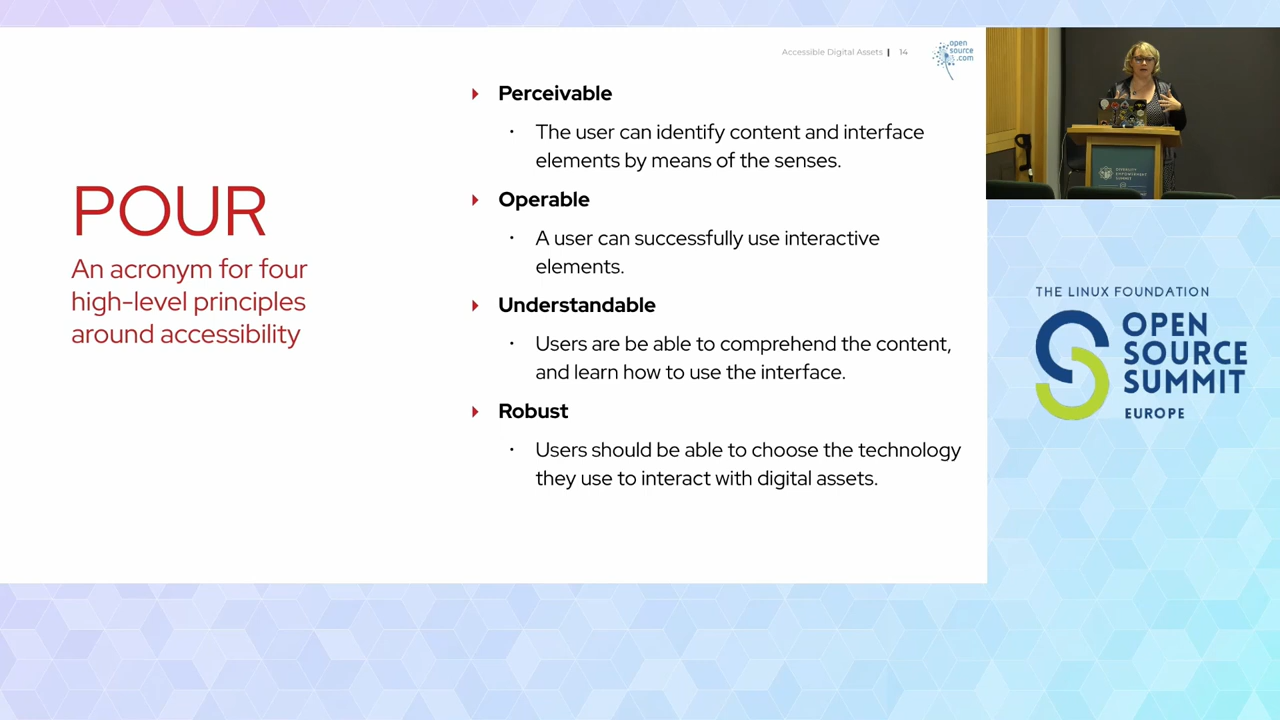 Accessible Digital Assets | 14
open
source
.com
POUR
An acronym for four
high-level principles
around accessibility
Perceivable
The user can identify content and interface
elements by means of the senses.
Operable
A user can successfully use interactive
elements.
Understandable
Users are be able to comprehend the content,
and learn how to use the interface.
Robust
Users should be able to choose the technology
they use to interact with digital assets.
THE LINUX FOUNDATION
OPEN
SOURCE
SUMMIT
EUROPE